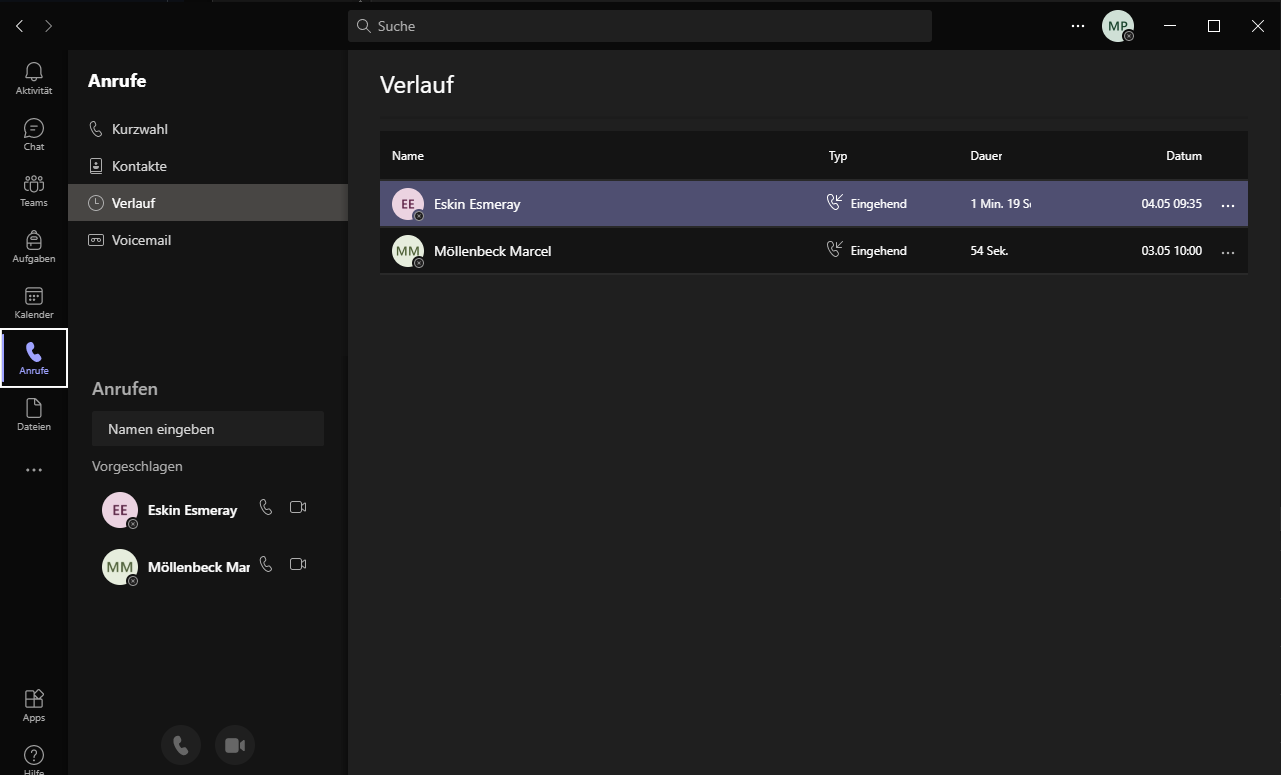 Suche
MP
Aktivität
Chat
Teams
Aufgaben
Kalender
Anrufe
Dateien
Apps
Hilfe
Anrufe
Kurzwahl
Kontakte
Verlauf
Voicemail
Anrufen
Namen eingeben
Vorgeschlagen
EE Eskin Esmeray
MM Möllenbeck Mar
Verlauf
Name Typ Dauer Datum
EE Eskin Esmeray Eingehend 1 Min. 19 S 04.05 09:35 ...
MM Möllenbeck Marcel Eingehend 54 Sek. 03.05 10:00 ...